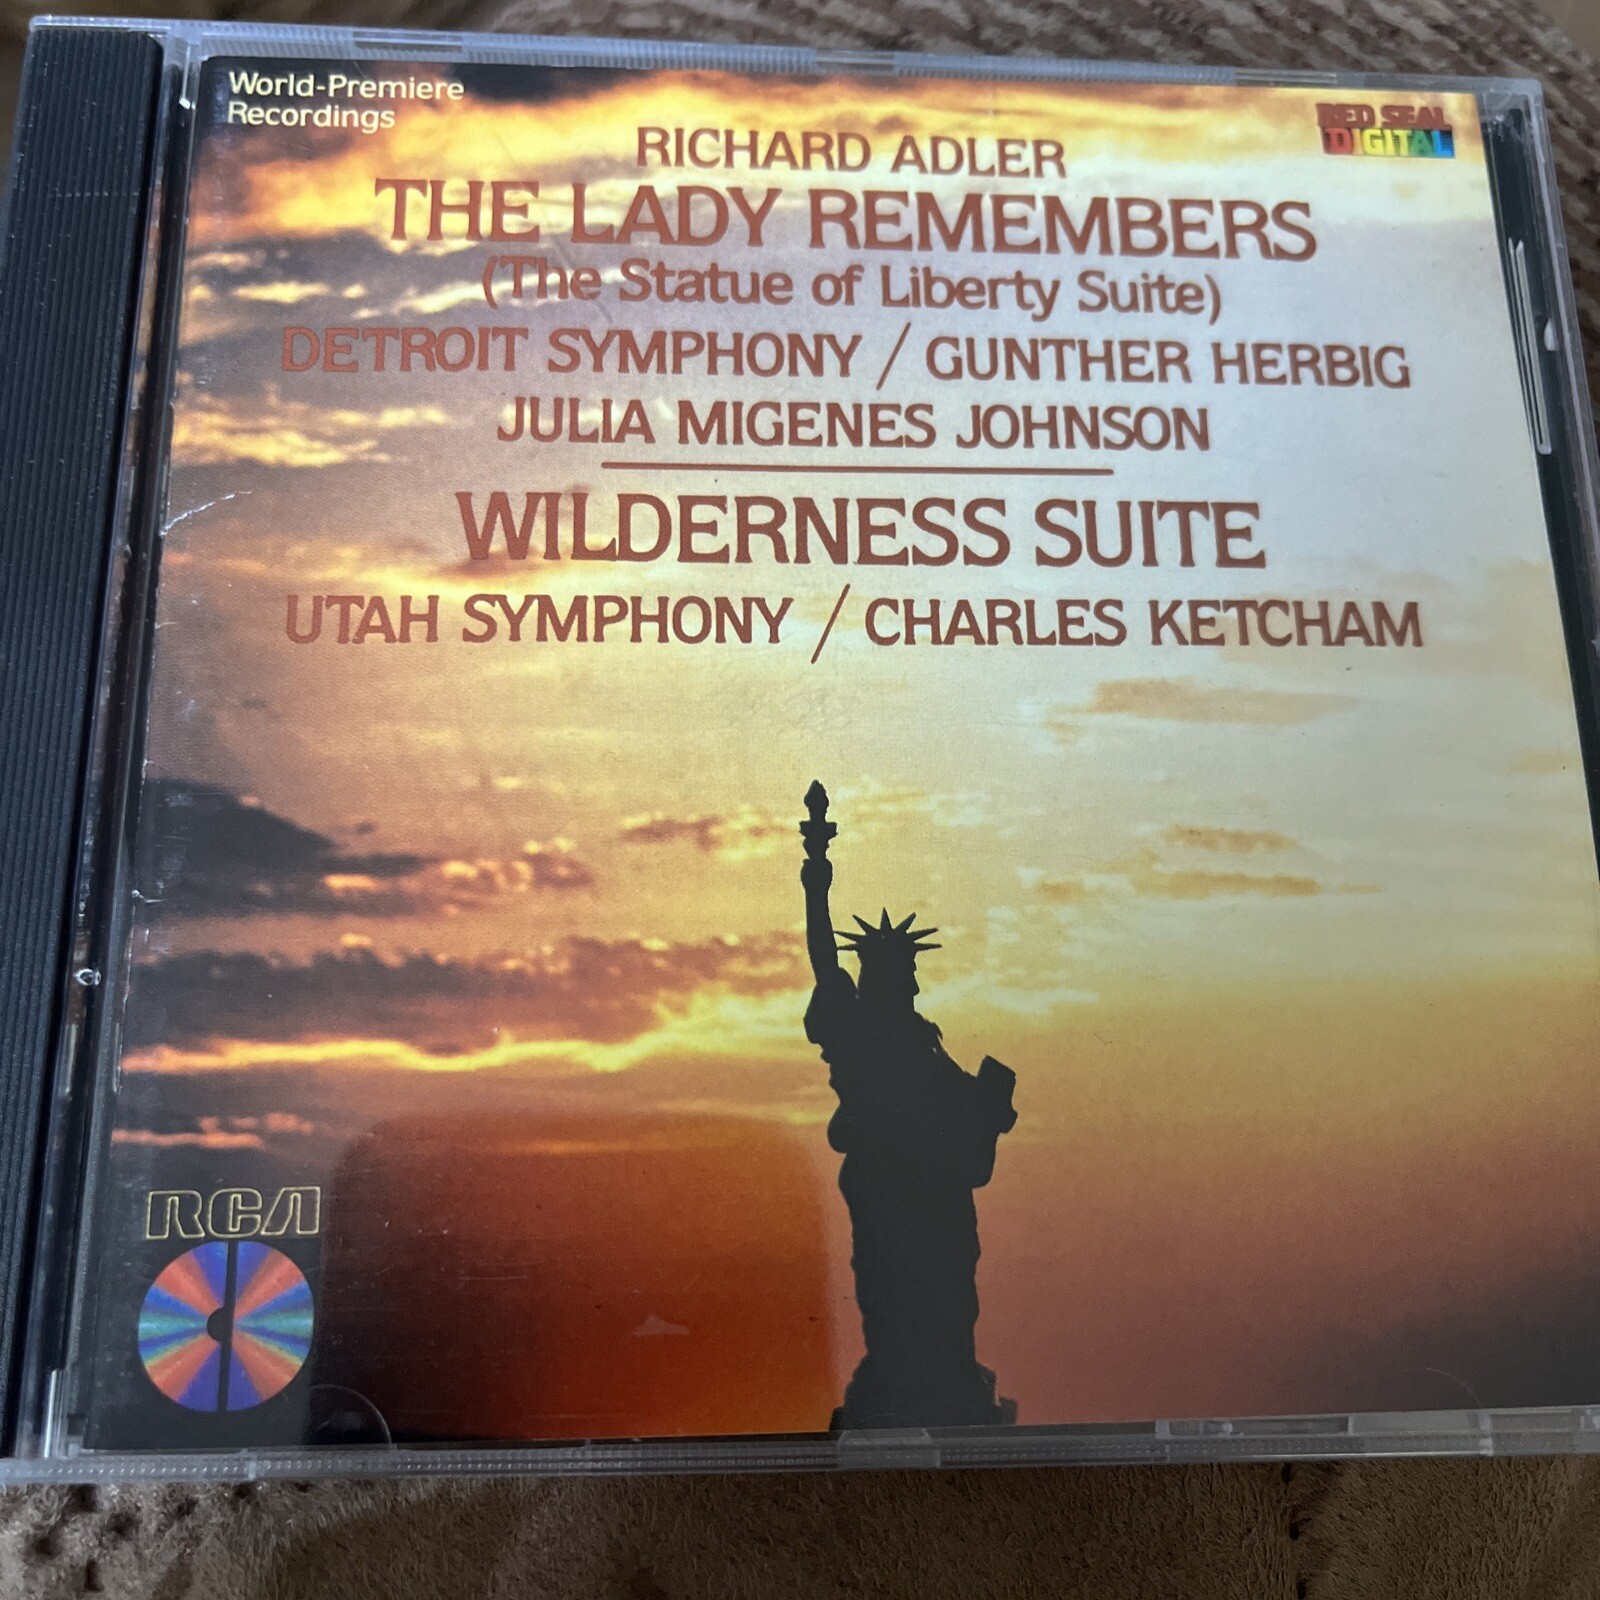 World-Premiere
Recordings
RED SEAL
DIGITAL
RICHARD ADLER
THE LADY REMEMBERS
(The Statue of Liberty Suite)
DETROIT SYMPHONY / GUNTHER HERBIG
JULIA MIGENES JOHNSON
WILDERNESS SUITE
UTAH SYMPHONY / CHARLES KETCHAM
RCA